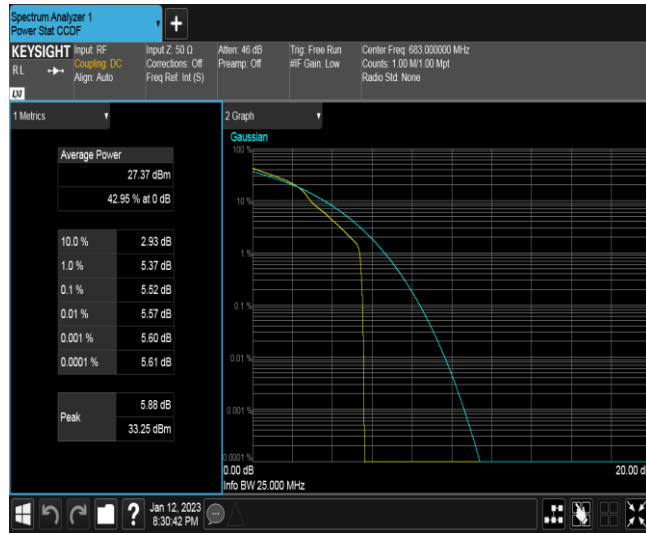 Spectrum Analyzer 1
Power Stat CCDF
KEYSIGHT
RL
LXI
Input: RF
Coupling: DC
Align: Auto
Input Z: 50 Ω
Corrections: Off
Freq Ref: Int (S)
Atten: 46 dB
Preamp: Off
Trig: Free Run
#IF Gain: Low
Center Freq: 683.000000 MHz
Counts: 1.00 M/1.00 Mpt
Radio Std: None
1 Metrics
Average Power
27.37 dBm
42.95 % at 0 dB
10.0 % 2.93 dB
1.0 % 5.37 dB
0.1 % 5.52 dB
0.01 % 5.57 dB
0.001 % 5.60 dB
0.0001 % 5.61 dB
Peak
5.88 dB
33.25 dBm
2 Graph
Gaussian
100 %
10 %
1 %
0.1 %
0.01 %
0.001 %
0.0001 %
0.00 dB
20.00 d
Info BW 25.000 MHz
Jan 12, 2023
8:30:42 PM